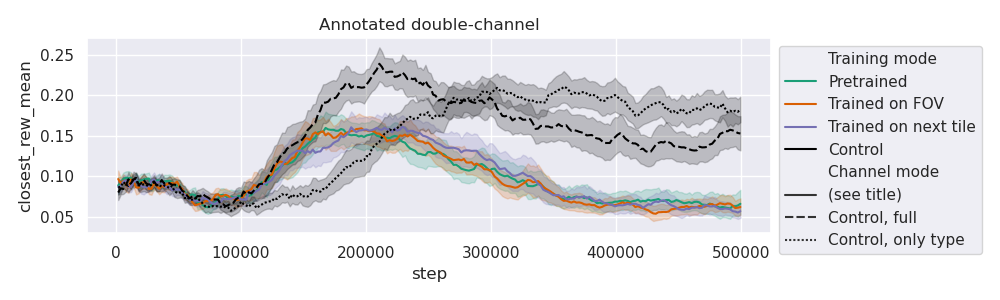 Annotated double-channel
closest_rew_mean
0.25
0.20
0.15
0.10
0.05
0
100000
200000
300000
400000
500000
step
Training mode
Pretrained
Trained on FOV
Trained on next tile
Control
Channel mode
(see title)
Control, full
Control, only type